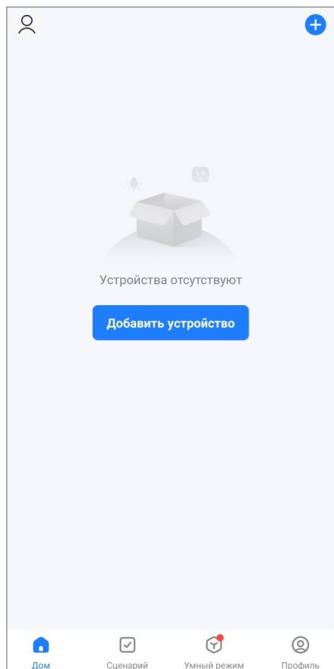 Устройства отсутствуют
Добавить устройство
Дом
Сценарий
Умный режим
Профиль